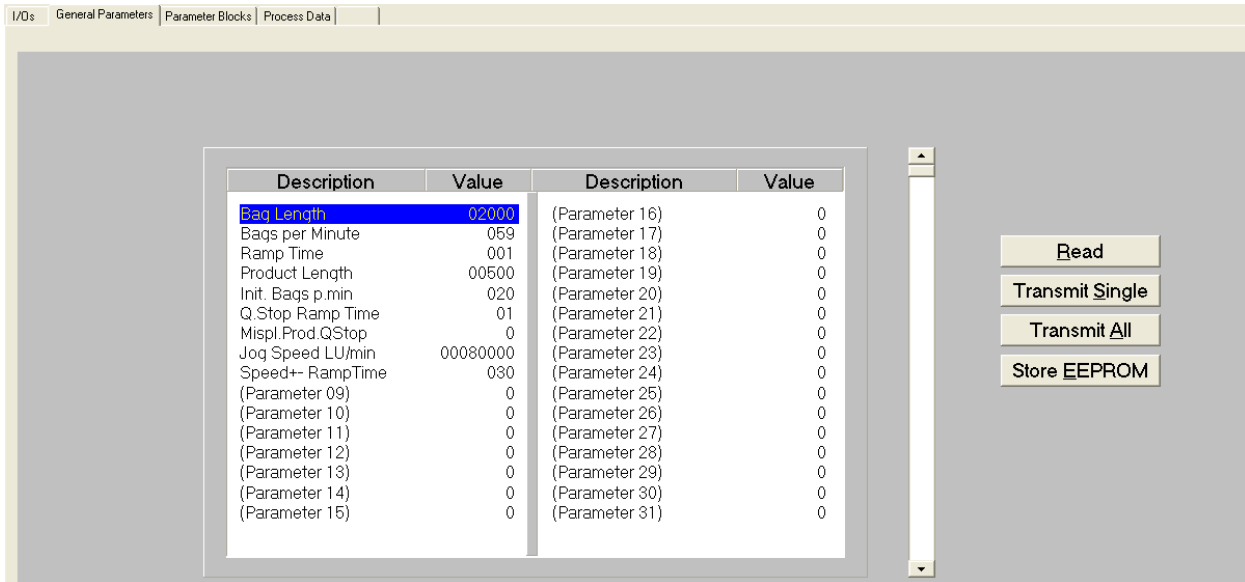 I/Os General Parameters Parameter Blocks Process Data
Description Value Description Value
Bag Length 02000 (Parameter 16) 0
Bags per Minute 059 (Parameter 17) 0
Ramp Time 001 (Parameter 18) 0
Product Length 00500 (Parameter 19) 0
Init. Bags p.min 020 (Parameter 20) 0
Q.Stop Ramp Time 01 (Parameter 21) 0
Mispl.Prod.QStop 0 (Parameter 22) 0
Jog Speed LU/min 00080000 (Parameter 23) 0
Speed+- RampTime 030 (Parameter 24) 0
(Parameter 09) 0 (Parameter 25) 0
(Parameter 10) 0 (Parameter 26) 0
(Parameter 11) 0 (Parameter 27) 0
(Parameter 12) 0 (Parameter 28) 0
(Parameter 13) 0 (Parameter 29) 0
(Parameter 14) 0 (Parameter 30) 0
(Parameter 15) 0 (Parameter 31) 0
Read
Transmit Single
Transmit All
Store EEPROM